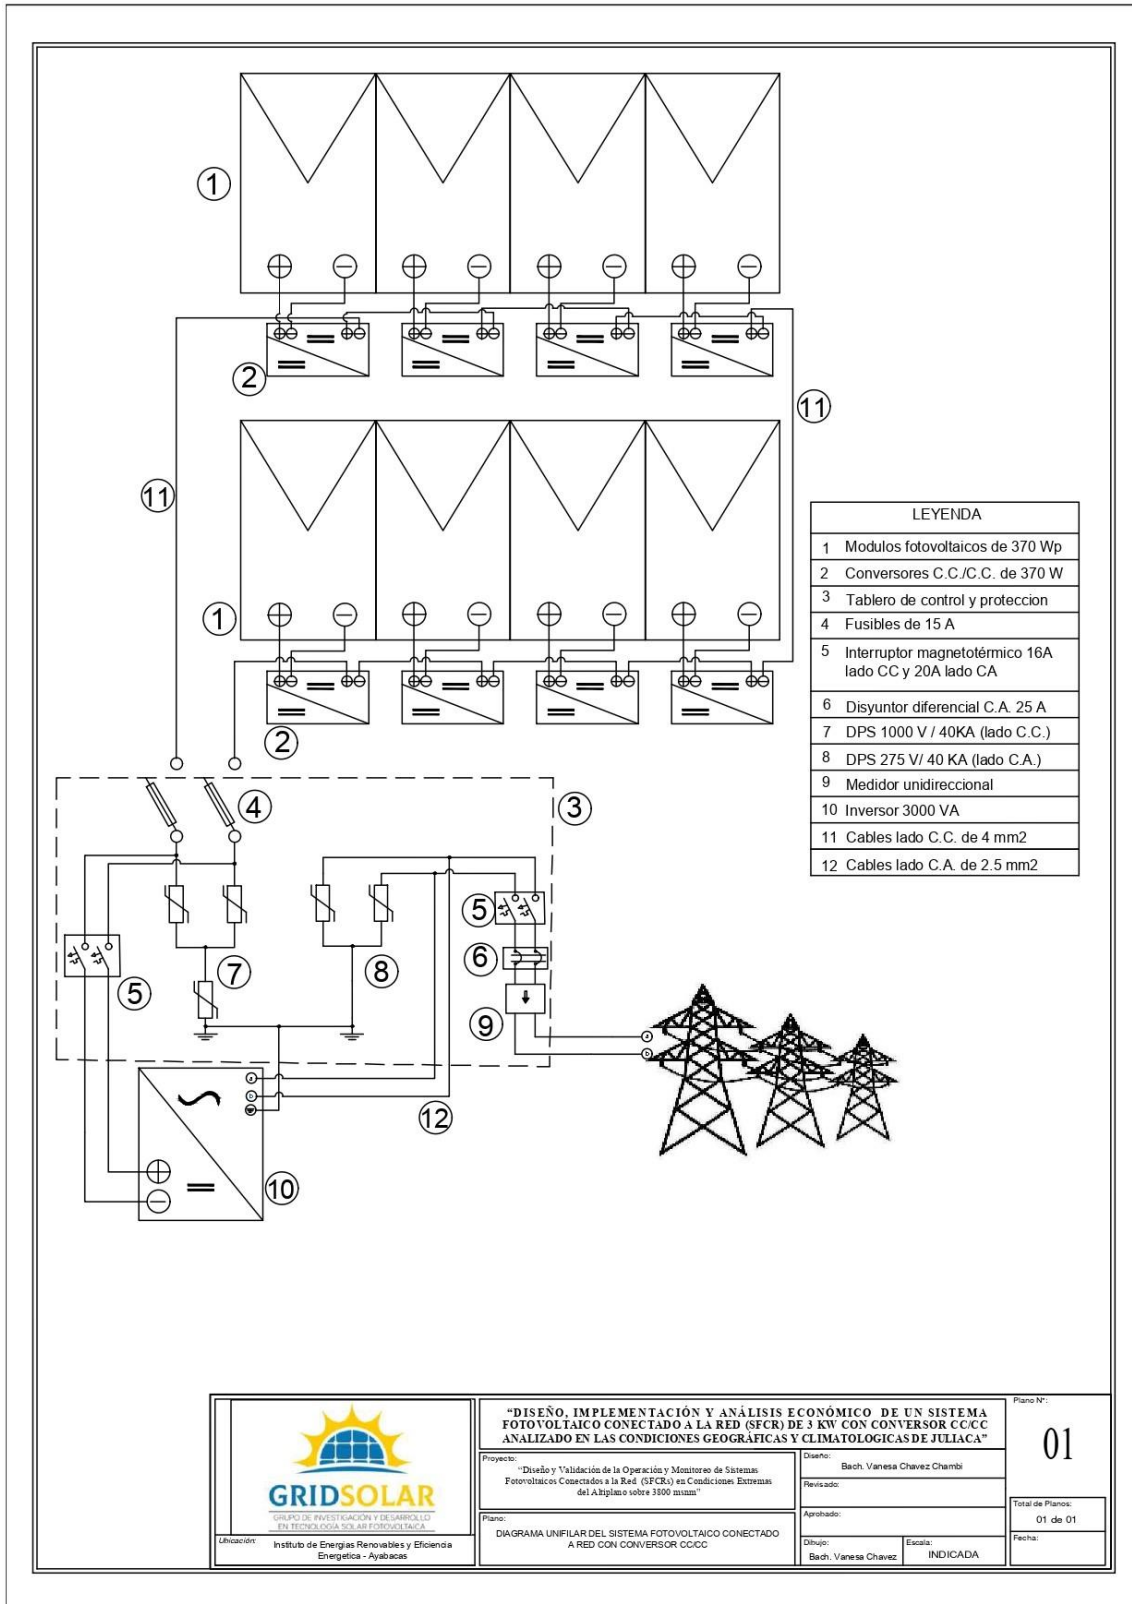 1
2
11
11
1
2
LEYENDA
1 Modulos fotovoltaicos de 370 Wp
2 Conversores C.C./C.C. de 370 W
3 Tablero de control y proteccion
4 Fusibles de 15 A
5 Interruptor magnetotérmico 16A
lado CC y 20A lado CA
6 Disyuntor diferencial C.A. 25 A
7 DPS 1000 V / 40KA (lado C.C.)
8 DPS 275 V/ 40 KA (lado C.A.)
9 Medidor unidireccional
10 Inversor 3000 VA
11 Cables lado C.C. de 4 mm2
12 Cables lado C.A. de 2.5 mm2
4
3
5
7
8
5
6
9
a
b
a
b
12
10
GRIDSOLAR
GRUPO DE INVESTIGACIÓN Y DESARROLLO
EN TECNOLOGÍA SOLAR FOTOVOLTAICA
Ubicación: Instituto de Energias Renovables y Eficiencia
Energetica - Ayabacas
“DISEÑO, IMPLEMENTACIÓN Y ANÁLISIS ECONÓMICO DE UN SISTEMA
FOTOVOLTAICO CONECTADO A LA RED (SFCR) DE 3 KW CON CONVERSOR CC/CC
ANALIZADO EN LAS CONDICIONES GEOGRÁFICAS Y CLIMATOLOGICAS DE JULIACA”
Proyecto:
“Diseño y Validación de la Operación y Monitoreo de Sistemas
Fotovoltaicos Conectados a la Red (SFCRs) en Condiciones Extremas
del Altiplano sobre 3800 msnm”
Plano:
DIAGRAMA UNIFILAR DEL SISTEMA FOTOVOLTAICO CONECTADO
A RED CON CONVERSOR CC/CC
Diseño:
Bach. Vanesa Chavez Chambi
Revisado:
Aprobado:
Dibujo:
Bach. Vanesa Chavez
Escala:
INDICADA
Plano N°:
01
Total de Planos:
01 de 01
Fecha: